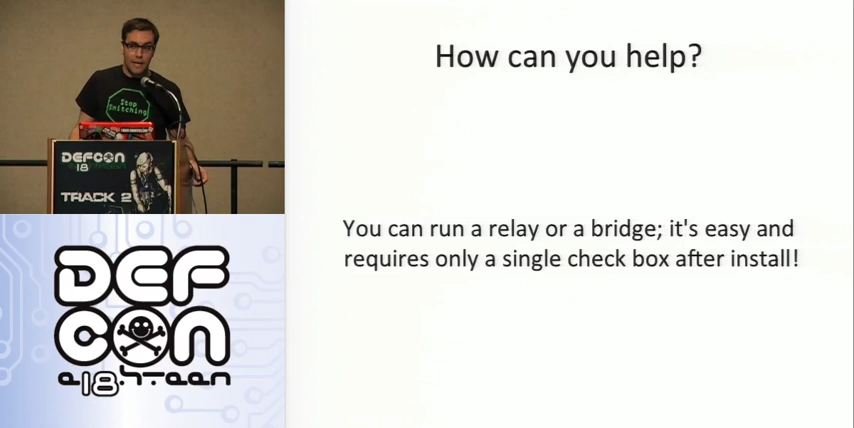 How can you help?
Stop
Snitching
DEFCON
18
TRACK 2
You can run a relay or a bridge; it's easy and
requires only a single check box after install!
DEF
CON
e18hteen